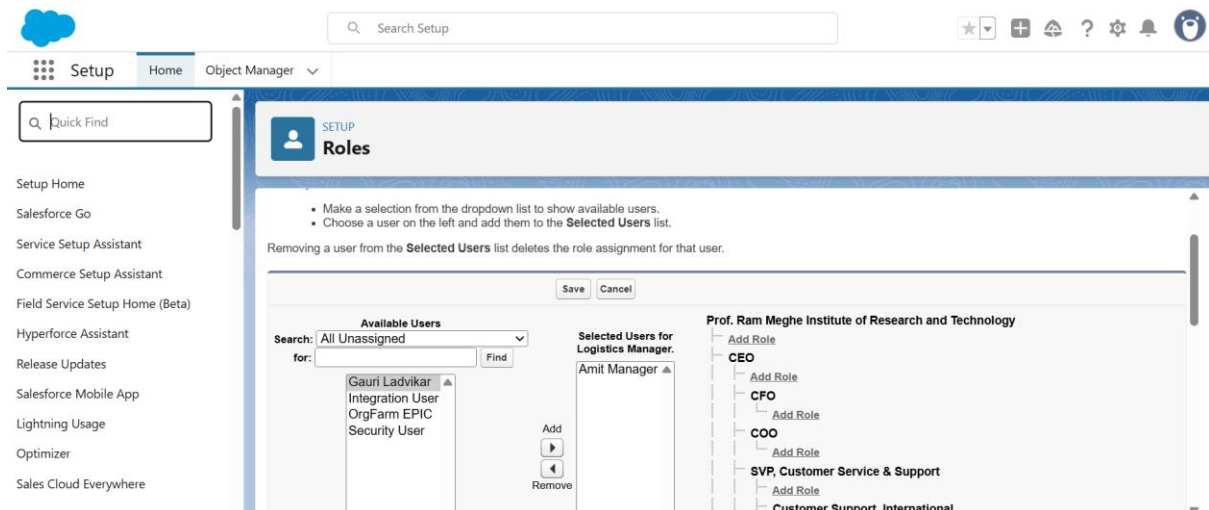 Search Setup
Setup
Home
Object Manager
Quick Find
Setup Home
Salesforce Go
Service Setup Assistant
Commerce Setup Assistant
Field Service Setup Home (Beta)
Hyperforce Assistant
Release Updates
Salesforce Mobile App
Lightning Usage
Optimizer
Sales Cloud Everywhere
SETUP
Roles
• Make a selection from the dropdown list to show available users.
• Choose a user on the left and add them to the Selected Users list.
Removing a user from the Selected Users list deletes the role assignment for that user.
Save Cancel
Available Users
Search: All Unassigned
for: Find
Gauri Ladvikar
Integration User
OrgFarm EPIC
Security User
Add
Remove
Selected Users for
Logistics Manager.
Amit Manager
Prof. Ram Meghe Institute of Research and Technology
Add Role
CEO
Add Role
CFO
Add Role
COO
Add Role
SVP, Customer Service & Support
Add Role
Customer Support, International